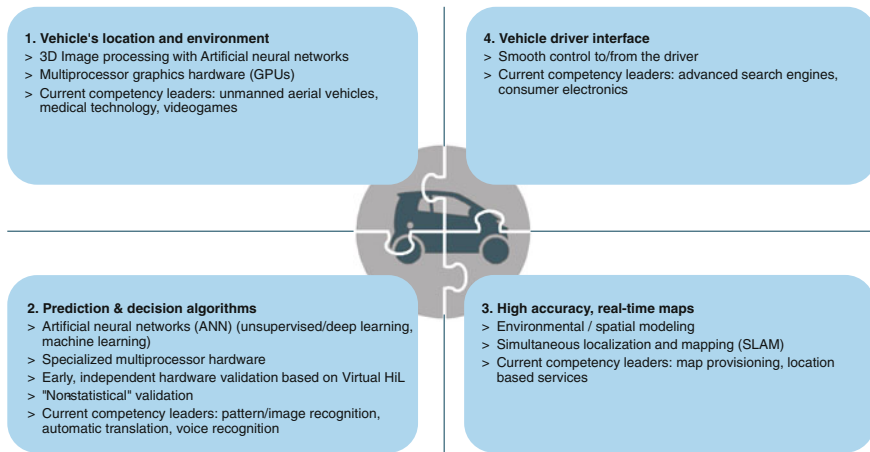 1. Vehicle's location and environment
> 3D Image processing with Artificial neural networks
> Multiprocessor graphics hardware (GPUs)
> Current competency leaders: unmanned aerial vehicles,
medical technology, videogames
4. Vehicle driver interface
> Smooth control to/from the driver
> Current competency leaders: advanced search engines,
consumer electronics
2. Prediction & decision algorithms
> Artificial neural networks (ANN) (unsupervised/deep learning,
machine learning)
> Specialized multiprocessor hardware
> Early, independent hardware validation based on Virtual HiL
> "Non-statistical" validation
> Current competency leaders: pattern/image recognition,
automatic translation, voice recognition
3. High accuracy, real-time maps
> Environmental / spatial modeling
> Simultaneous localization and mapping (SLAM)
> Current competency leaders: map provisioning, location
based services